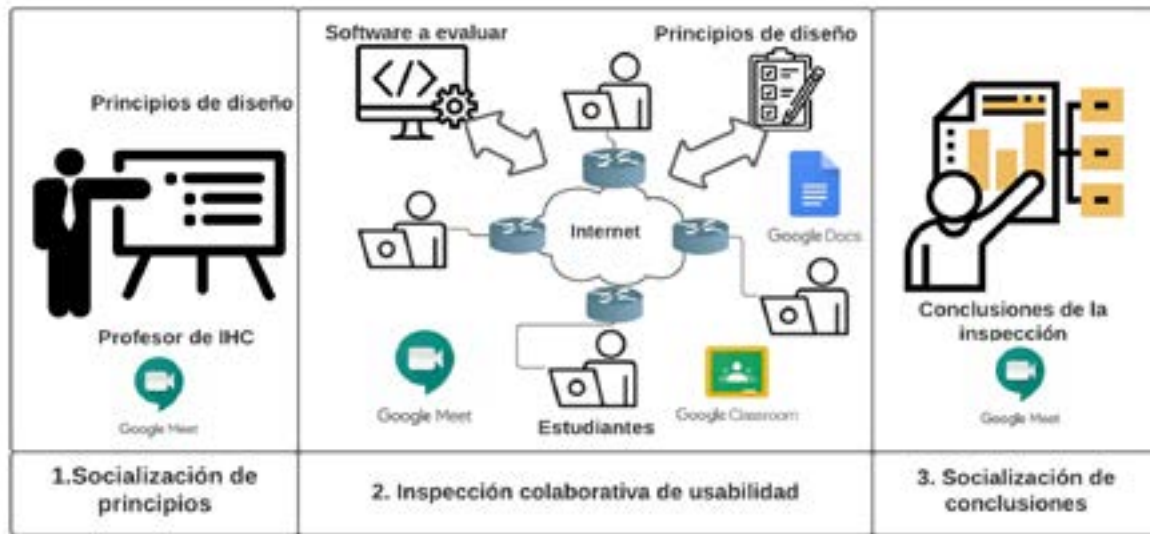 Principios de diseño
Profesor de IHC
Google Meet
Software a evaluar
Principios de diseño
Internet
Google Docs
Google Meet
Estudiantes
Google Classroom
Conclusiones de la
inspección
Google Meet
1.Socialización de
principios
2. Inspección colaborativa de usabilidad
3. Socialización de
conclusiones